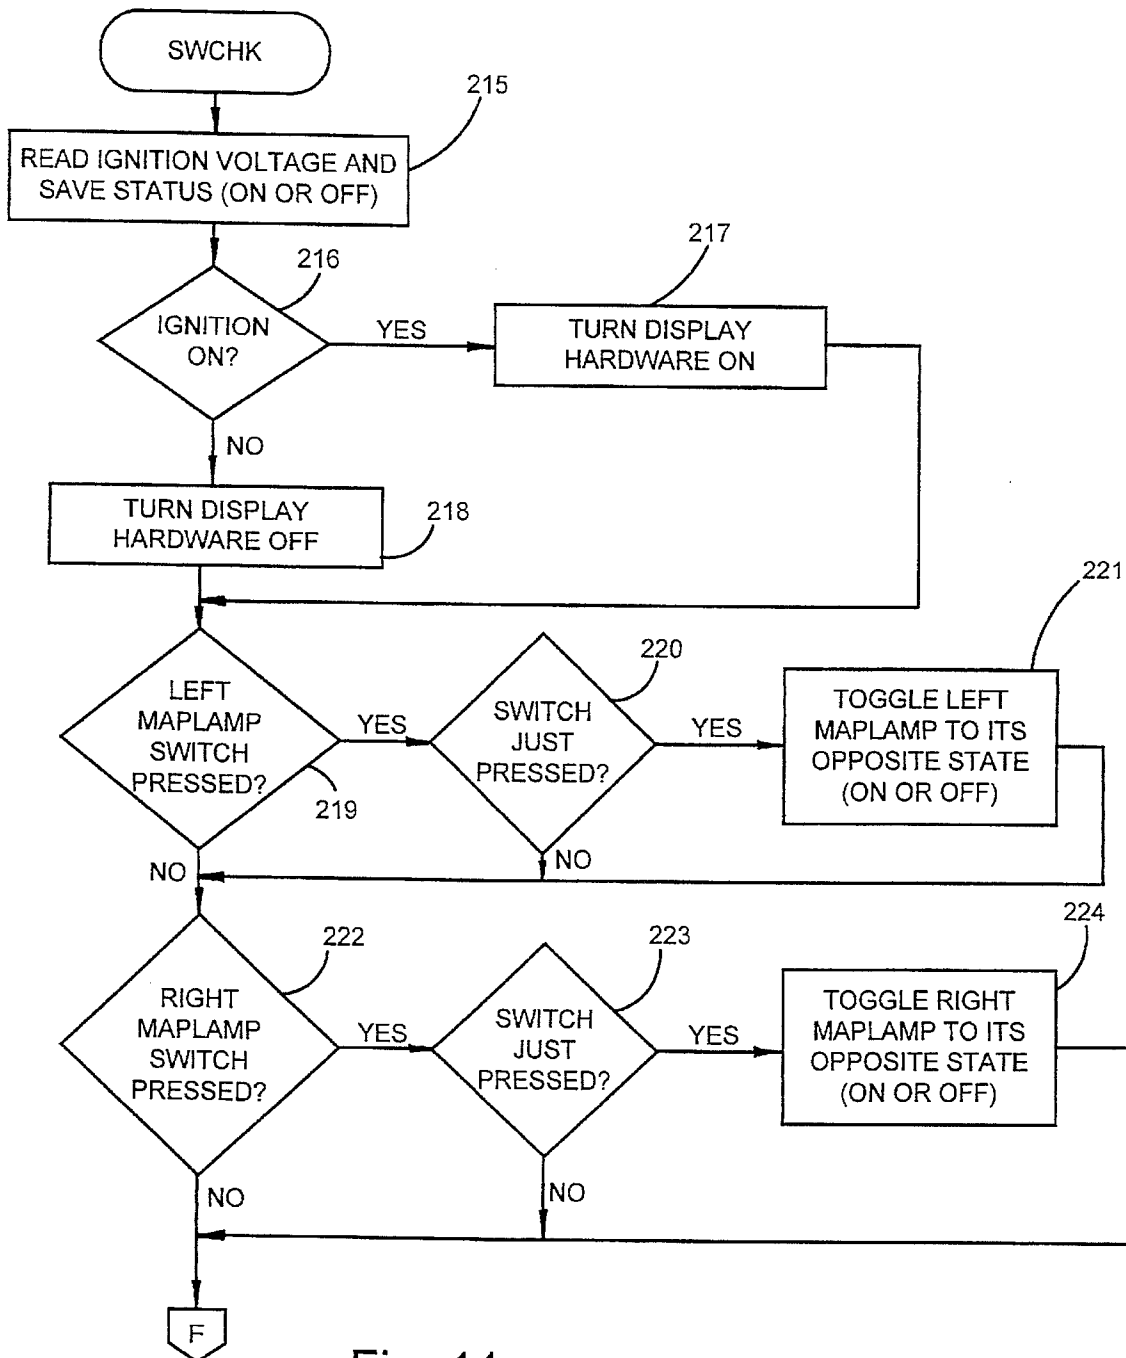 SWCHK
215
READ IGNITION VOLTAGE AND
SAVE STATUS (ON OR OFF)
216
IGNITION
ON?
YES
217
TURN DISPLAY
HARDWARE ON
NO
TURN DISPLAY
HARDWARE OFF
218
LEFT
MAPLAMP
SWITCH
PRESSED?
219
YES
220
SWITCH
JUST
PRESSED?
YES
221
TOGGLE LEFT
MAPLAMP TO ITS
OPPOSITE STATE
(ON OR OFF)
NO
NO
222
RIGHT
MAPLAMP
SWITCH
PRESSED?
YES
223
SWITCH
JUST
PRESSED?
YES
224
TOGGLE RIGHT
MAPLAMP TO ITS
OPPOSITE STATE
(ON OR OFF)
NO
NO
F